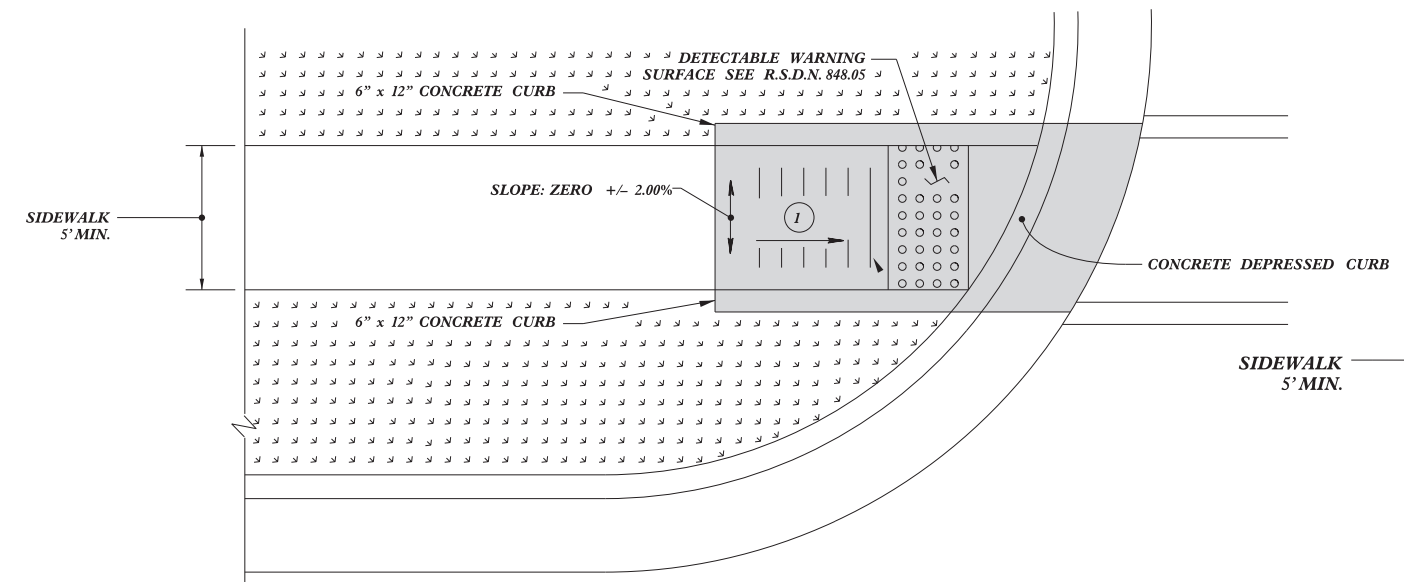 DETECTABLE WARNING
SURFACE SEE R.S.D.N. 848.05
6” x 12” CONCRETE CURB
SLOPE: ZERO +/– 2.00%
1
SIDEWALK
5’ MIN.
CONCRETE DEPRESSED CURB
6” x 12” CONCRETE CURB
SIDEWALK
5’ MIN.